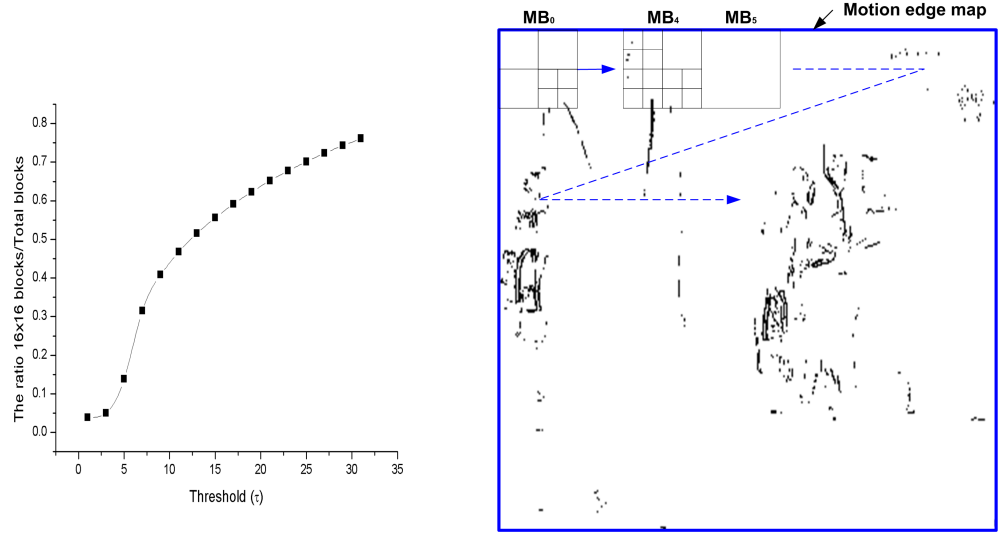 MB0 MB4 MB5 Motion edge map
The ratio 16x16 blocks/Total blocks
0.8
0.7
0.6
0.5
0.4
0.3
0.2
0.1
0.0
0 5 10 15 20 25 30 35
Threshold (τ)